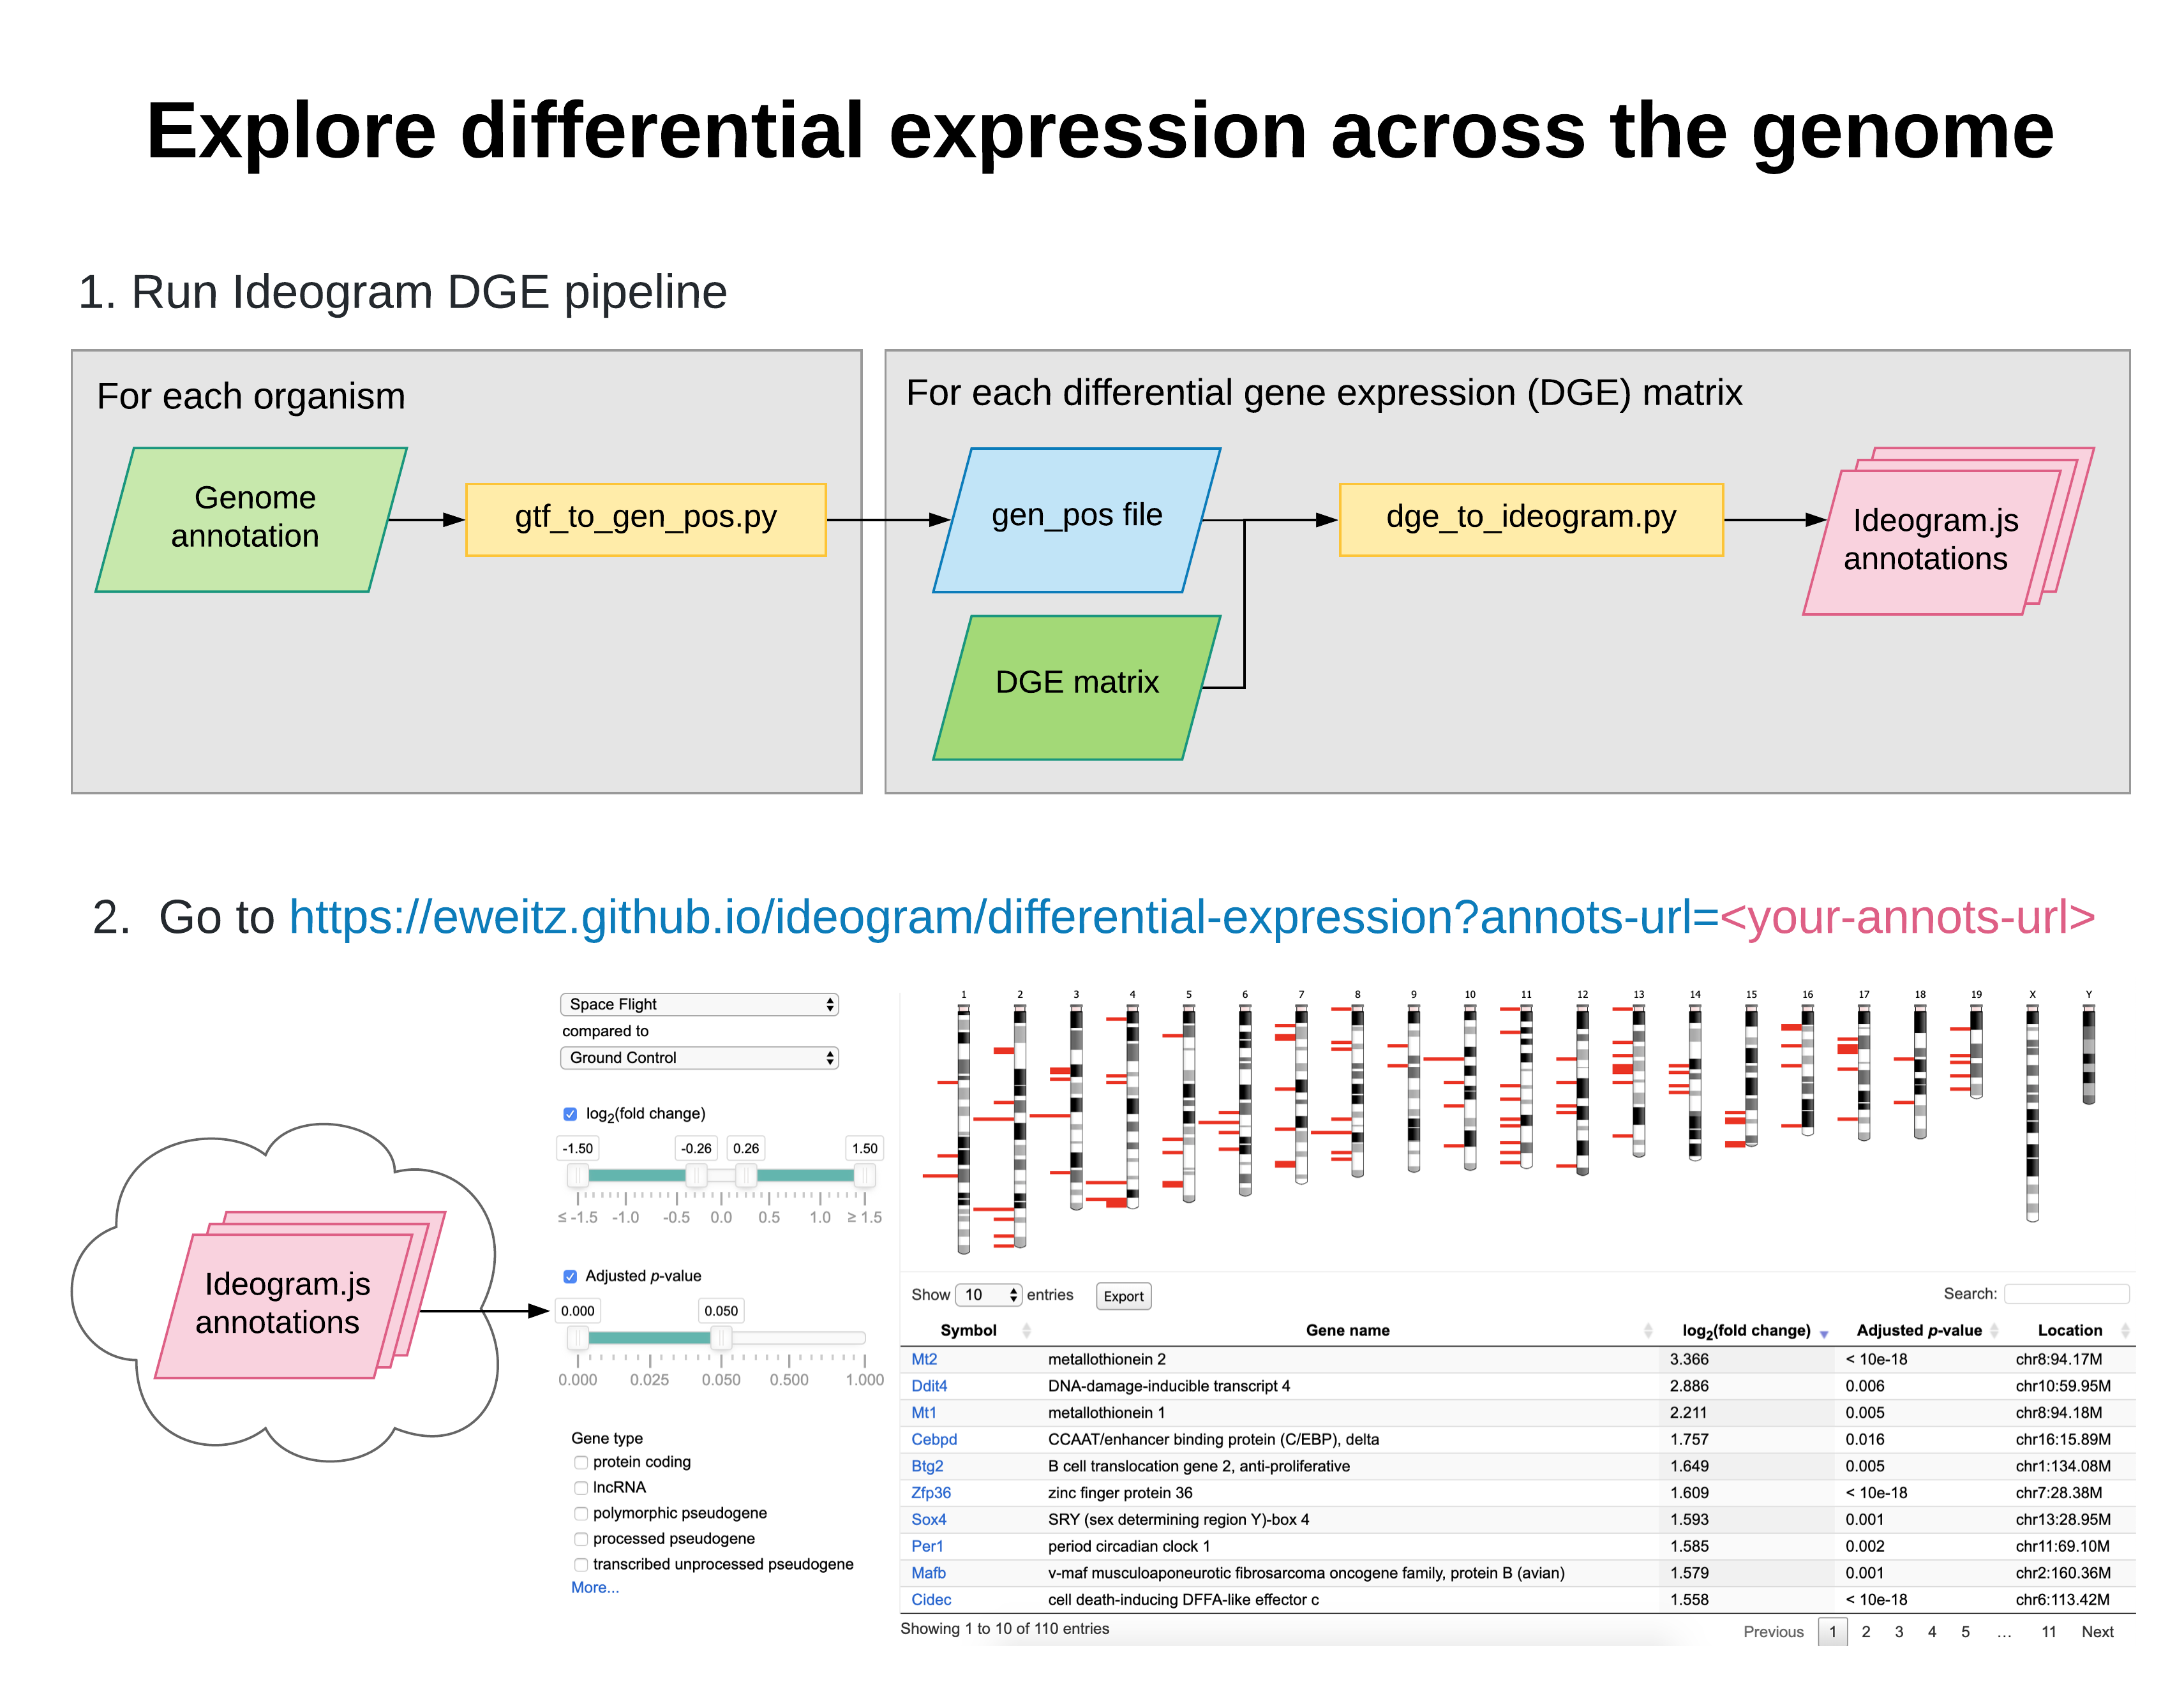 Explore differential expression across the genome
1. Run Ideogram DGE pipeline
For each organism
Genome
annotation
gtf_to_gen_pos.py
For each differential gene expression (DGE) matrix
gen_pos file
DGE matrix
dge_to_ideogram.py
Ideogram.js
annotations
2. Go to https://eweitz.github.io/ideogram/differential-expression?annots-url=<your-annots-url>
Ideogram.js
annotations
Space Flight
compared to
Ground Control
log2(fold change)
-1.50 -0.26 0.26 1.50
≤ -1.5 -1.0 -0.5 0.0 0.5 1.0 ≥ 1.5
Adjusted p-value
0.000 0.050
0.000 0.025 0.050 0.500 1.000
Gene type
protein coding
lncRNA
polymorphic pseudogene
processed pseudogene
transcribed unprocessed pseudogene
More...
1 2 3 4 5 6 7 8 9 10 11 12 13 14 15 16 17 18 19 X Y
Show 10 entries Export Search:
Symbol Gene name log2(fold change) Adjusted p-value Location
Mt2 metallothionein 2 3.366 < 10e-18 chr8:94.17M
Ddit4 DNA-damage-inducible transcript 4 2.886 0.006 chr10:59.95M
Mt1 metallothionein 1 2.211 0.005 chr8:94.18M
Cebpd CCAAT/enhancer binding protein (C/EBP), delta 1.757 0.016 chr16:15.89M
Btg2 B cell translocation gene 2, anti-proliferative 1.649 0.005 chr1:134.08M
Zfp36 zinc finger protein 36 1.609 < 10e-18 chr7:28.38M
Sox4 SRY (sex determining region Y)-box 4 1.593 0.001 chr13:28.95M
Per1 period circadian clock 1 1.585 0.002 chr11:69.10M
Mafb v-maf musculoaponeurotic fibrosarcoma oncogene family, protein B (avian) 1.579 0.001 chr2:160.36M
Cidec cell death-inducing DFFA-like effector c 1.558 < 10e-18 chr6:113.42M
Showing 1 to 10 of 110 entries Previous 1 2 3 4 5 … 11 Next